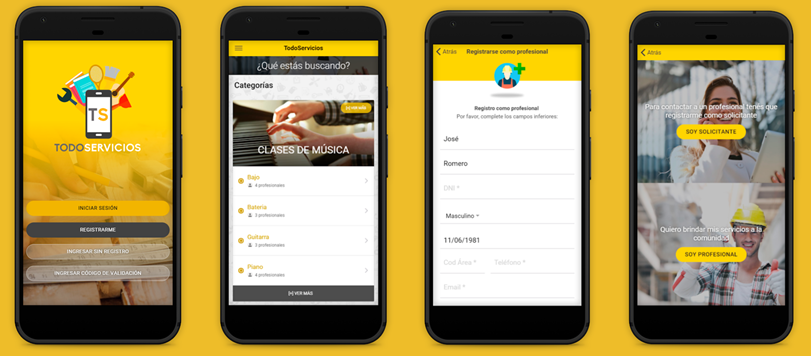 TS
TODOSERVICIOS
INICIAR SESIÓN
REGISTRARME
INGRESAR SIN REGISTRO
INGRESAR CÓDIGO DE VALIDACIÓN
TodoServicios
¿Qué estás buscando?
Categorías
[+] ver más
CLASES DE MÚSICA
Bajo
4 profesionales
Bateria
3 profesionales
Guitarra
3 profesionales
Piano
4 profesionales
[+] VER MÁS
Atrás
Registrarse como profesional
Registro como profesional
Por favor, complete los campos inferiores.
José
Romero
DNI *
Masculino
11/06/1981
Cod Área *
Teléfono *
Email *
Atrás
Para contactar a un profesional tenés que
registrarme como solicitante
SOY SOLICITANTE
Quiero brindar mis servicios a la
comunidad
SOY PROFESIONAL